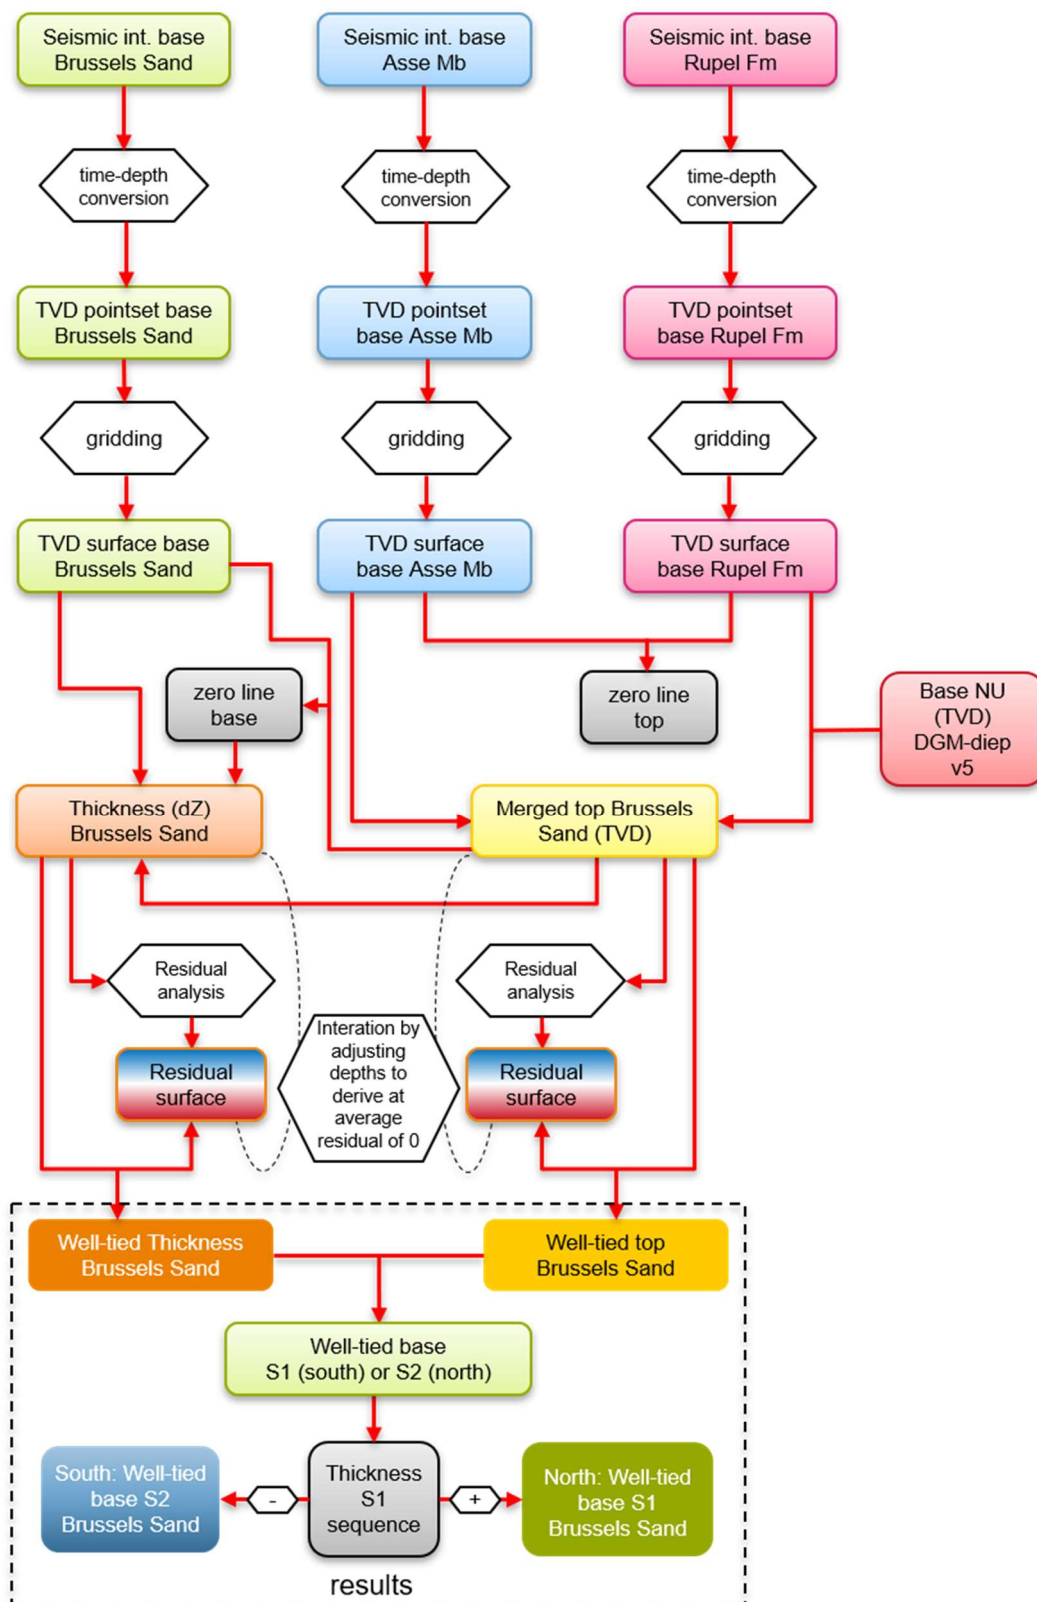 Seismic int. base
Brussels Sand
Seismic int. base
Asse Mb
Seismic int. base
Rupel Fm
time-depth
conversion
time-depth
conversion
time-depth
conversion
TVD pointset base
Brussels Sand
TVD pointset
base Asse Mb
TVD pointset
base Rupel Fm
gridding
gridding
gridding
TVD surface base
Brussels Sand
TVD surface
base Asse Mb
TVD surface
base Rupel Fm
zero line
base
zero line
top
Base NU
(TVD)
DGM-diep
v5
Thickness (dZ)
Brussels Sand
Merged top Brussels
Sand (TVD)
Residual
analysis
Residual
analysis
Interation by
adjusting
depths to
derive at
average
residual of 0
Residual
surface
Residual
surface
Well-tied Thickness
Brussels Sand
Well-tied top
Brussels Sand
Well-tied base
S1 (south) or S2 (north)
South: Well-tied
base S2
Brussels Sand
-
Thickness
S1
sequence
+
North: Well-tied
base S1
Brussels Sand
results